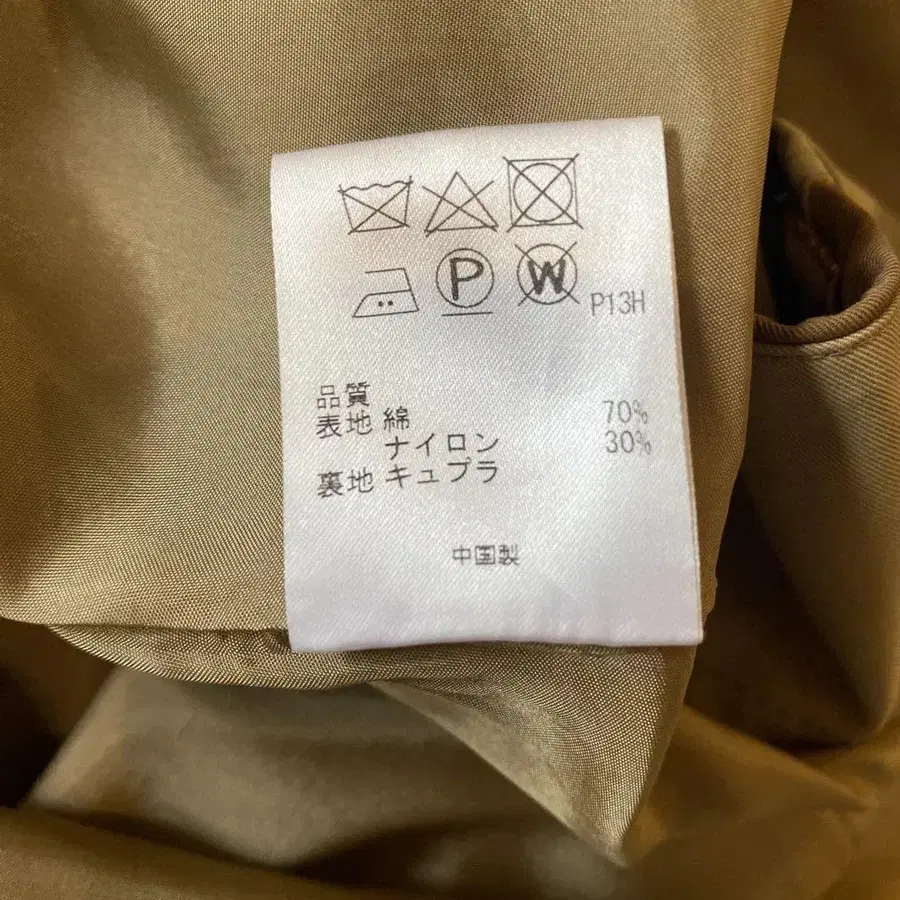 P W P13H
品質
表地 綿 70%
ナイロン 30%
裏地 キュプラ
中国製